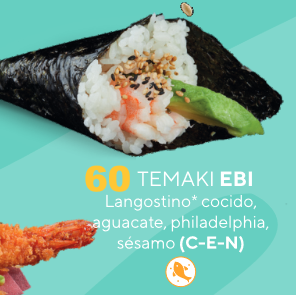 60 TEMAKI EBI
Langostino* cocido,
aguacate, philadelphia,
sésamo (C-E-N)